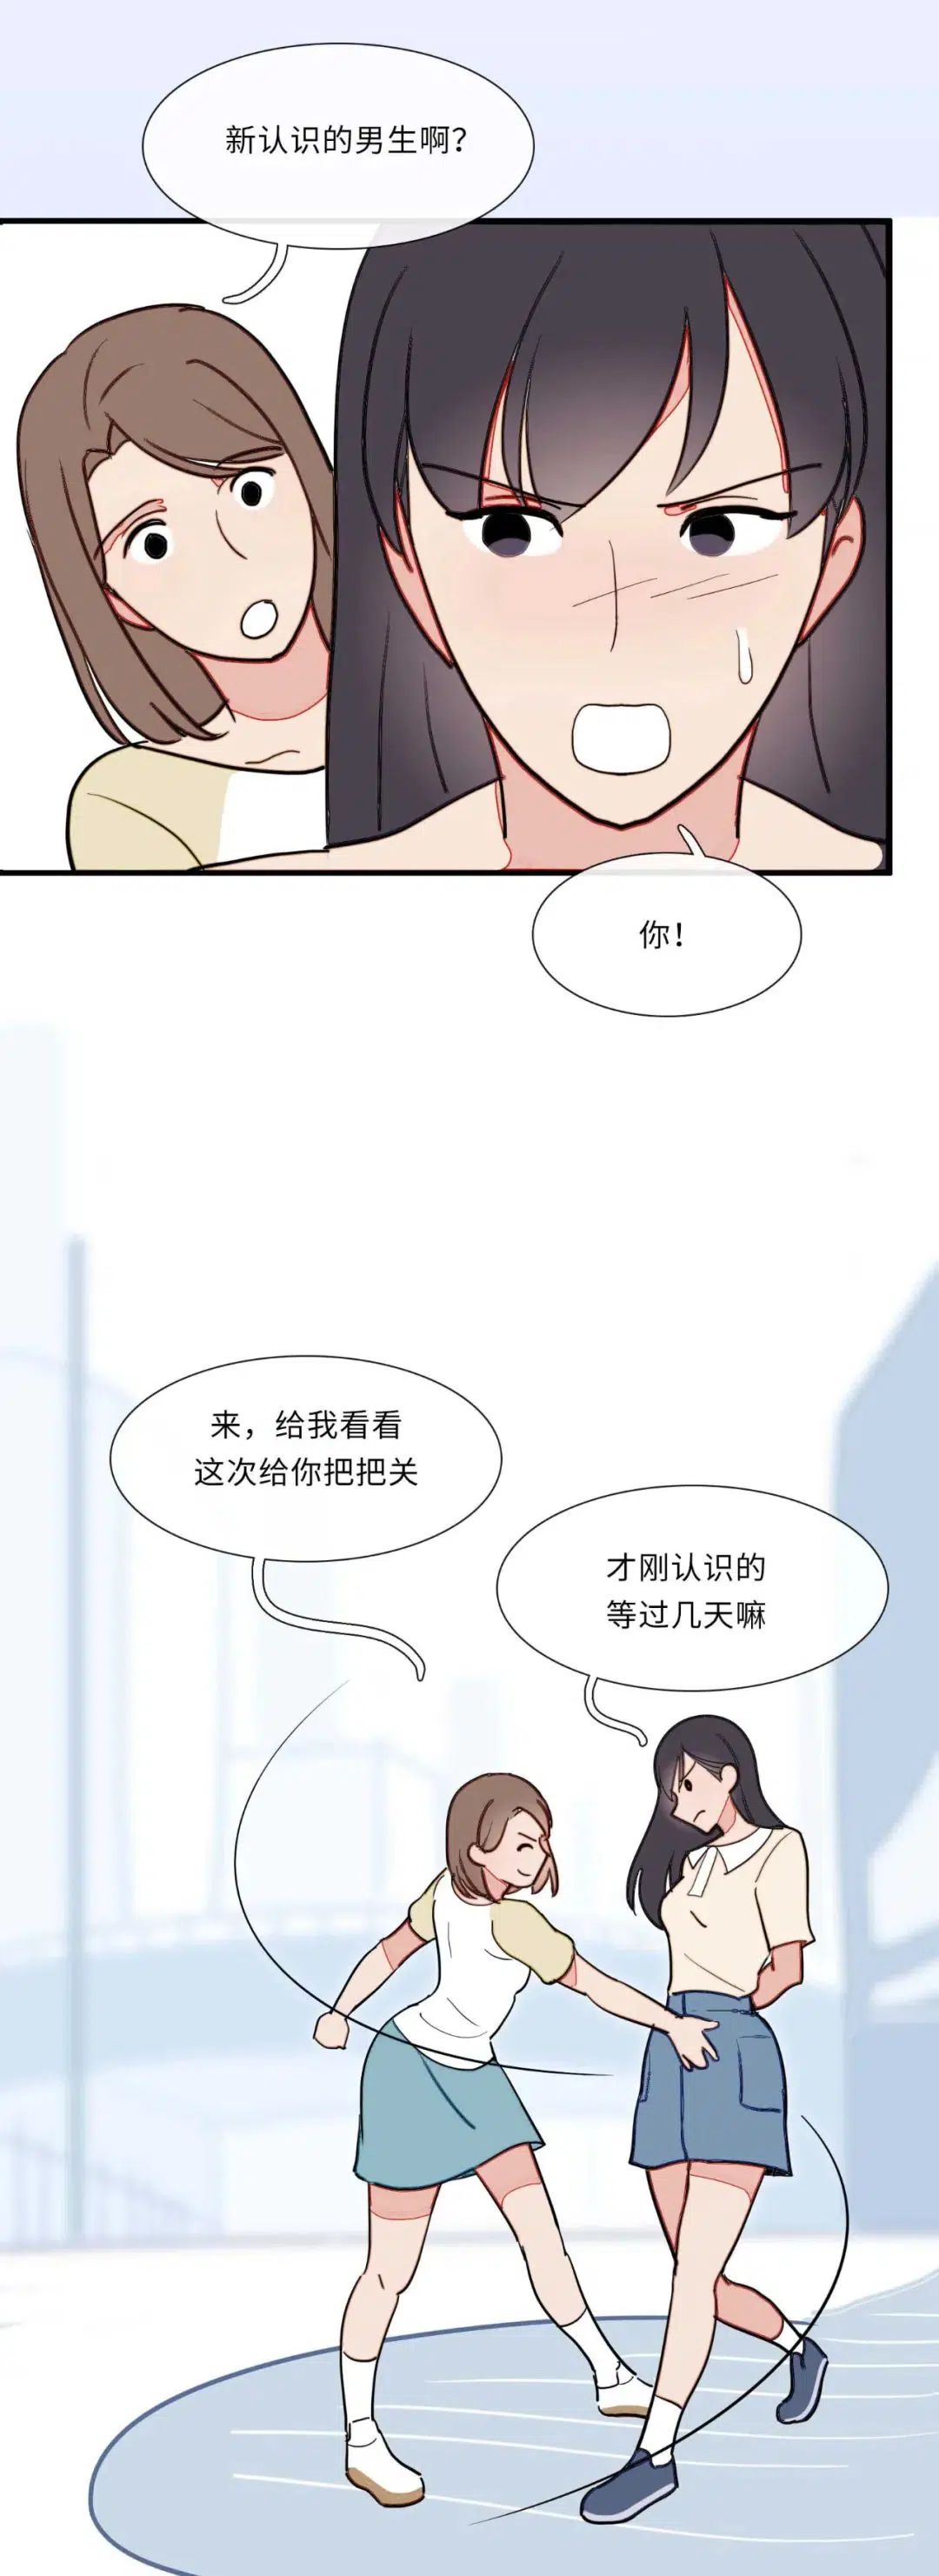 新认识的男生啊?
你!
来，给我看看
这次给你把把关
才刚认识的
等过几天嘛